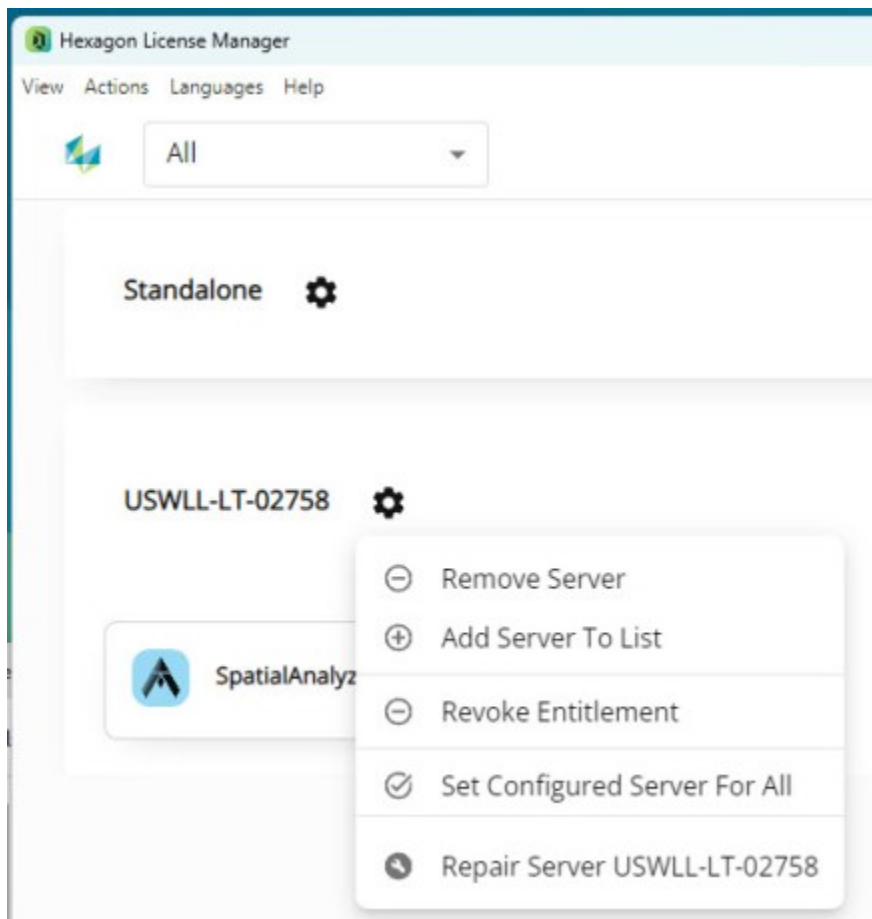 Hexagon License Manager
View Actions Languages Help
All
Standalone
USWLL-LT-02758
Remove Server
Add Server To List
SpatialAnalyz
Revoke Entitlement
Set Configured Server For All
Repair Server USWLL-LT-02758